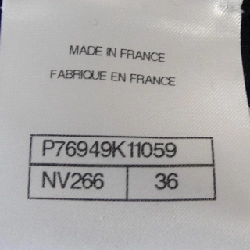 MADE IN FRANCE
FABRIQUE EN FRANCE
P76949K11059
NV266 36